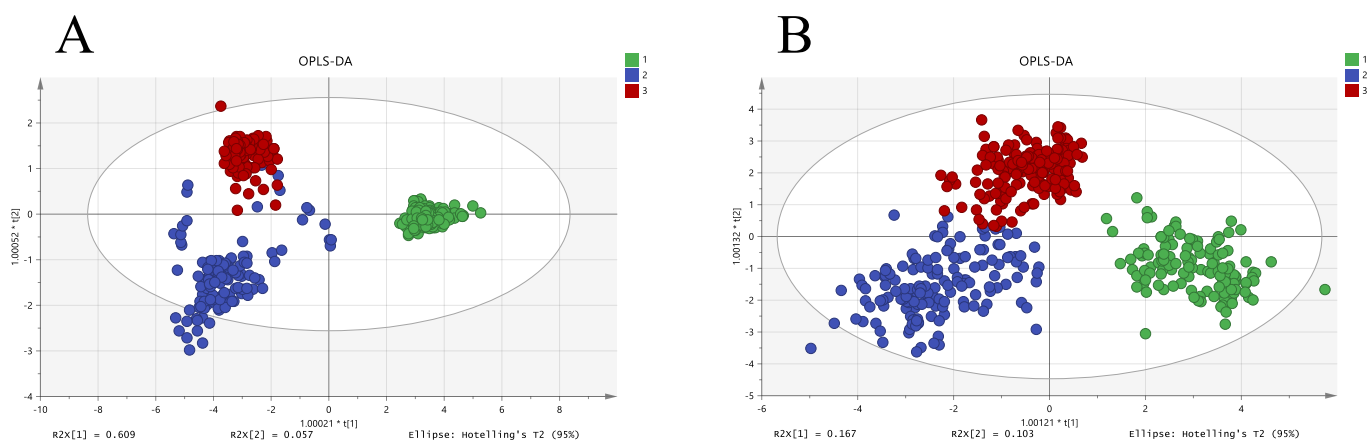 A
OPLS-DA
1
2
3
2
1
0
-1
-2
-3
-4
1.00052 * t[2]
-10
-8
-6
-4
-2
0
2
4
6
8
1.00021 * t[1]
R2X[1] = 0.609
R2X[2] = 0.057
Ellipse: Hotelling's T2 (95%)
B
OPLS-DA
1
2
3
4
3
2
1
0
-1
-2
-3
-4
-5
1.00132 * t[2]
-6
-4
-2
0
2
4
1.00121 * t[1]
R2X[1] = 0.167
R2X[2] = 0.103
Ellipse: Hotelling's T2 (95%)